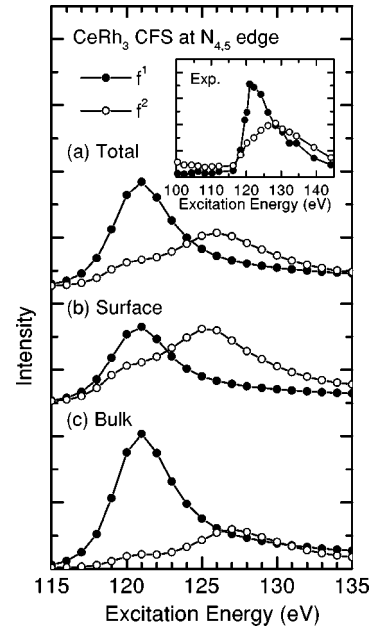 CeRh₃ CFS at N₄,₅ edge
f¹
f²
Exp.
100 110 120 130 140
Excitation Energy (eV)
(a) Total
(b) Surface
(c) Bulk
Intensity
115 120 125 130 135
Excitation Energy (eV)